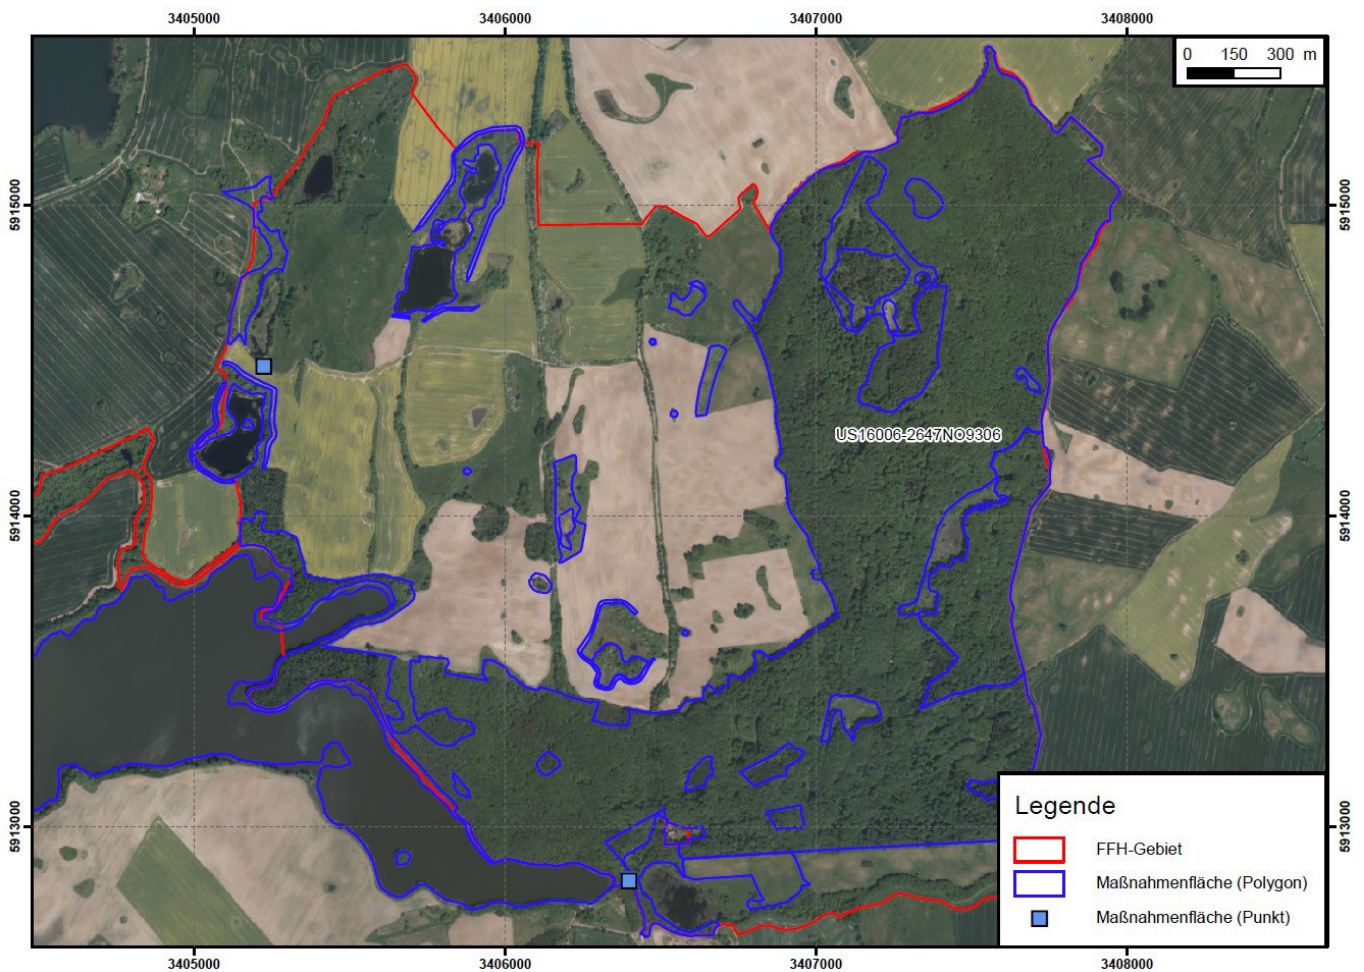 3405000 3406000 3407000 3408000
0 150 300 m
5915000 5915000
US16006-2647NO9306
5914000 5914000
Legende
FFH-Gebiet
5913000 5913000
Maßnahmenfläche (Polygon)
Maßnahmenfläche (Punkt)
3405000 3406000 3407000 3408000